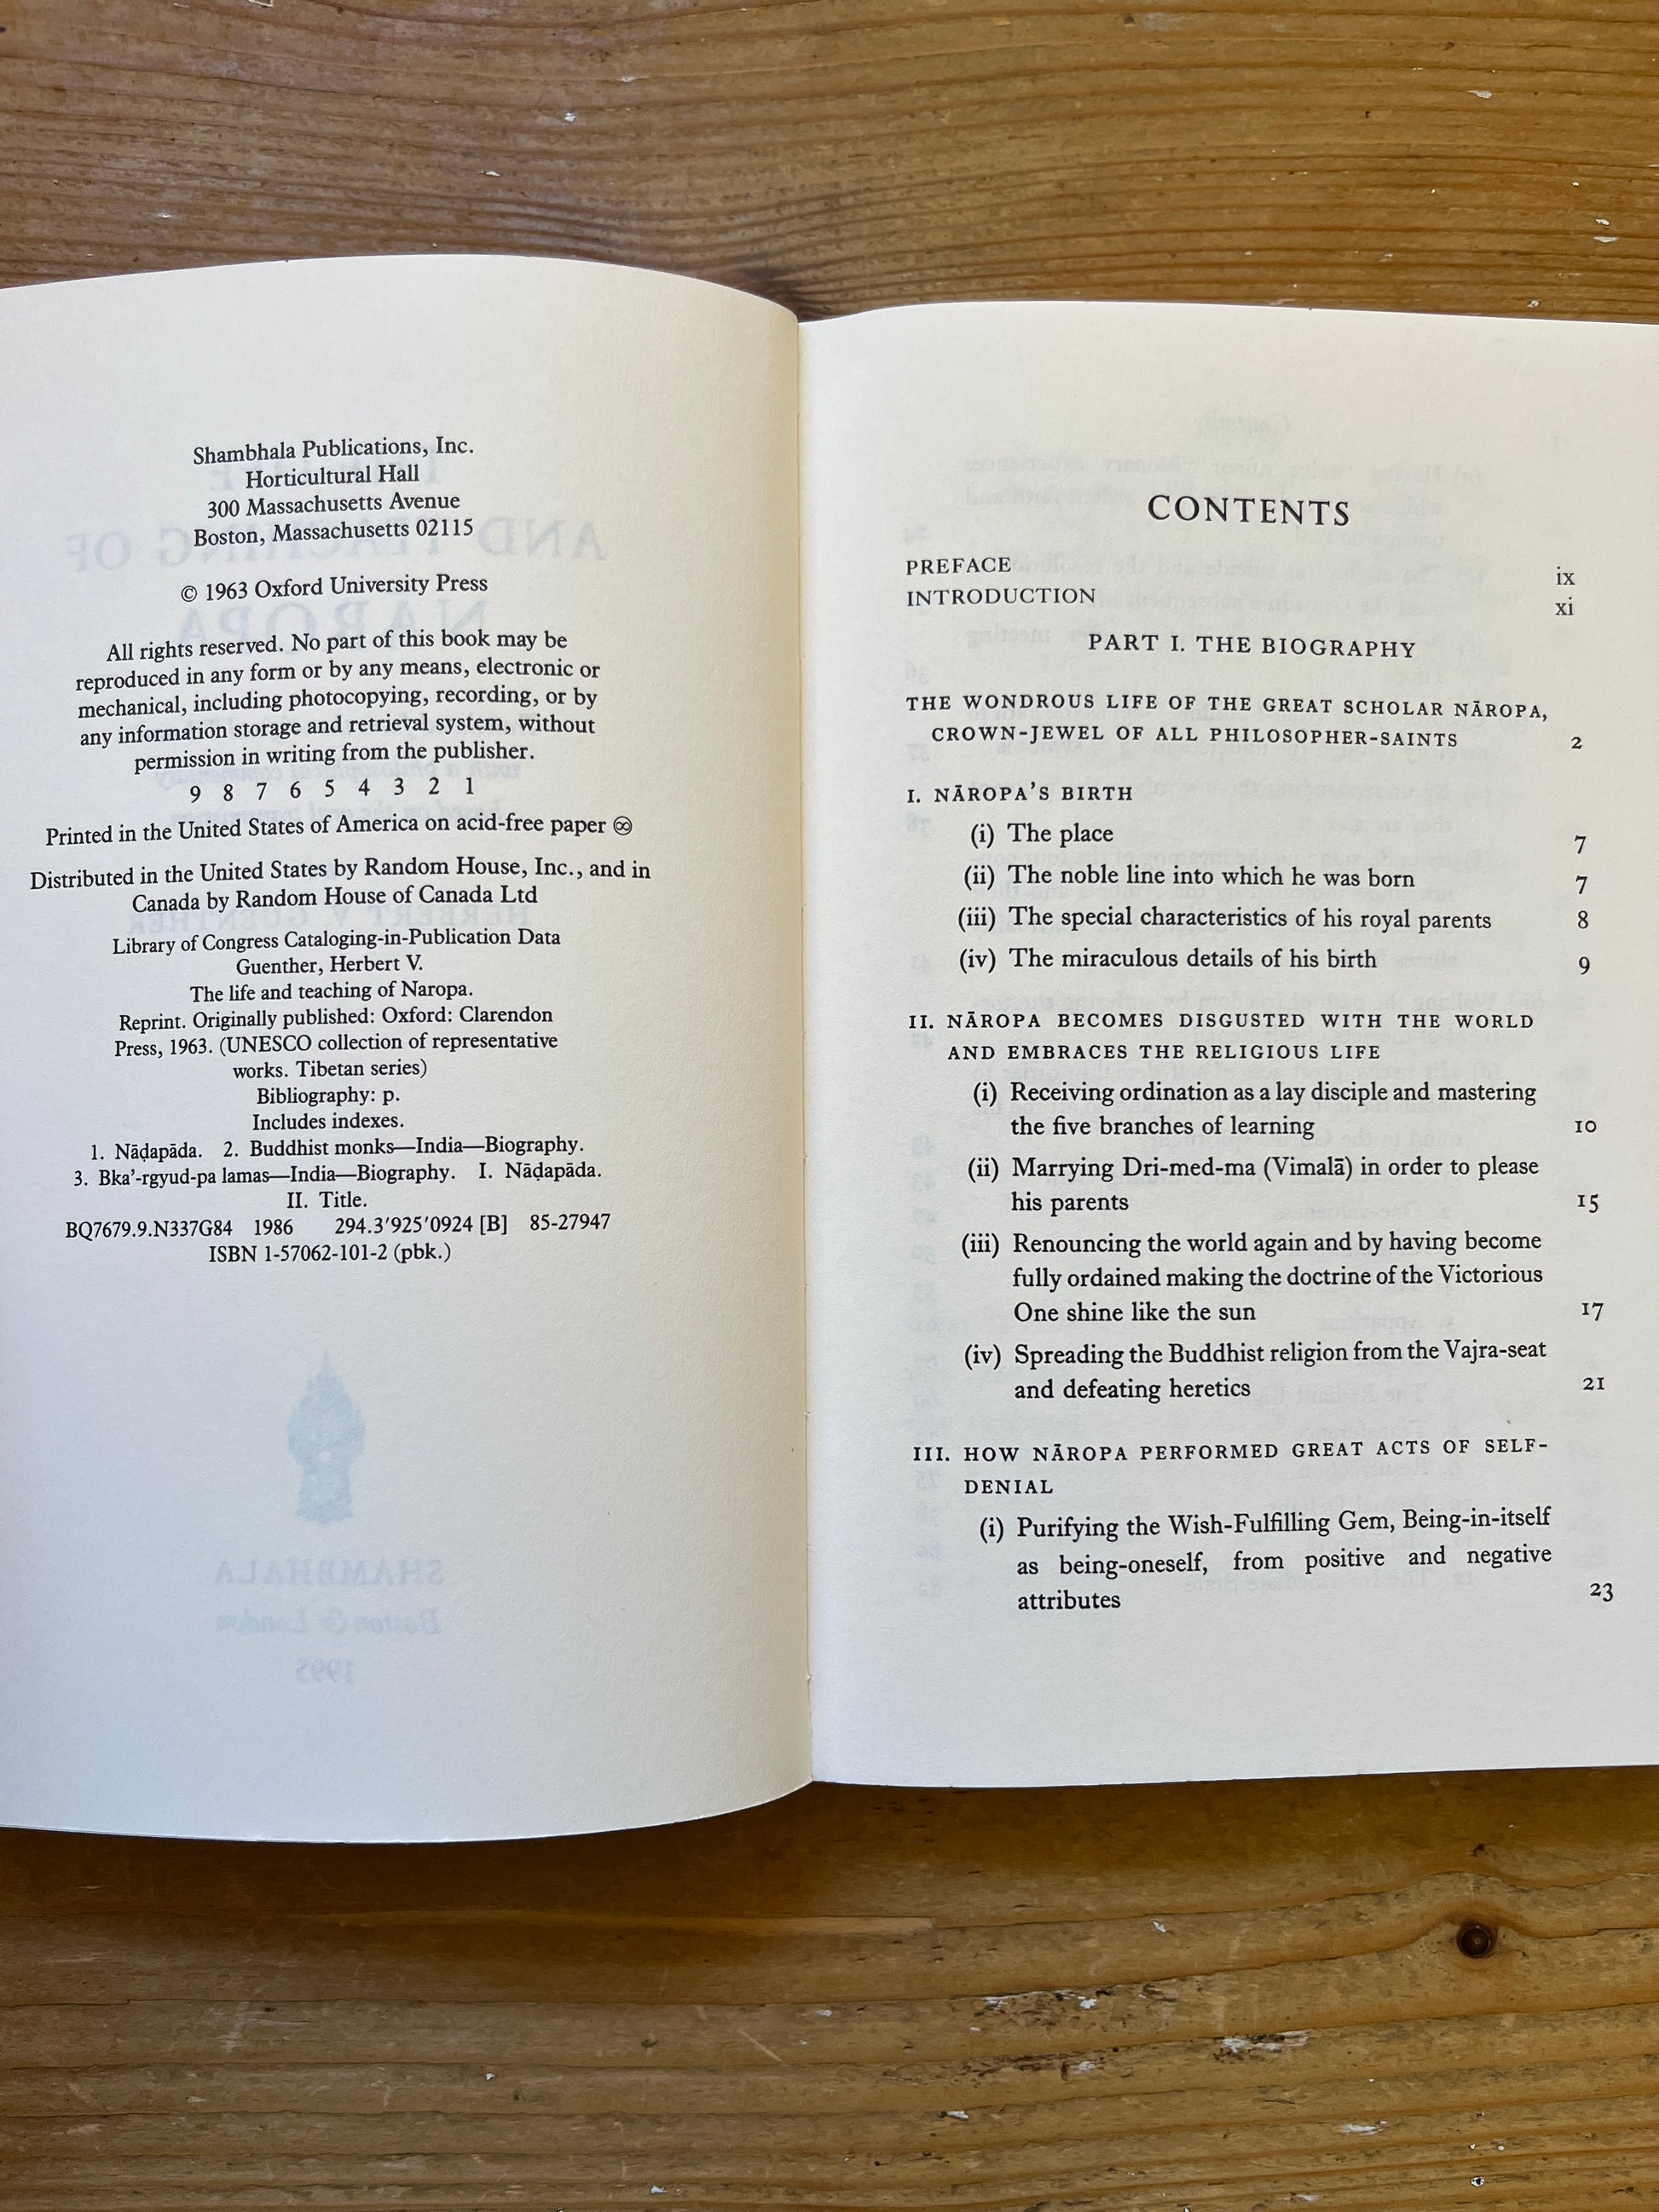 Shambhala Publications, Inc.
Horticultural Hall
300 Massachusetts Avenue
Boston, Massachusetts 02115
© 1963 Oxford University Press
All rights reserved. No part of this book may be
reproduced in any form or by any means, electronic or
mechanical, including photocopying, recording, or by
any information storage and retrieval system, without
permission in writing from the publisher.
9 8 7 6 5 4 3 2 1
Printed in the United States of America on acid-free paper ♾
Distributed in the United States by Random House, Inc., and in
Canada by Random House of Canada Ltd
Library of Congress Cataloging-in-Publication Data
Guenther, Herbert V.
The life and teaching of Naropa.
Reprint. Originally published: Oxford: Clarendon
Press, 1963. (UNESCO collection of representative
works. Tibetan series)
Bibliography: p.
Includes indexes.
1. Nāḍapāda. 2. Buddhist monks—India—Biography.
3. Bka’-rgyud-pa lamas—India—Biography. I. Nāḍapāda.
II. Title.
BQ7679.9.N337G84 1986 294.3′925′0924 [B] 85-27947
ISBN 1-57062-101-2 (pbk.)
CONTENTS
PREFACE ix
INTRODUCTION xi
PART I. THE BIOGRAPHY
THE WONDROUS LIFE OF THE GREAT SCHOLAR NĀROPA,
CROWN-JEWEL OF ALL PHILOSOPHER-SAINTS 2
I. NĀROPA’S BIRTH
(i) The place 7
(ii) The noble line into which he was born 7
(iii) The special characteristics of his royal parents 8
(iv) The miraculous details of his birth 9
II. NĀROPA BECOMES DISGUSTED WITH THE WORLD
AND EMBRACES THE RELIGIOUS LIFE
(i) Receiving ordination as a lay disciple and mastering
the five branches of learning 10
(ii) Marrying Dri-med-ma (Vimalā) in order to please
his parents 15
(iii) Renouncing the world again and by having become
fully ordained making the doctrine of the Victorious
One shine like the sun 17
(iv) Spreading the Buddhist religion from the Vajra-seat
and defeating heretics 21
III. HOW NĀROPA PERFORMED GREAT ACTS OF SELF-
DENIAL
(i) Purifying the Wish-Fulfilling Gem, Being-in-itself
as being-oneself, from positive and negative
attributes 23